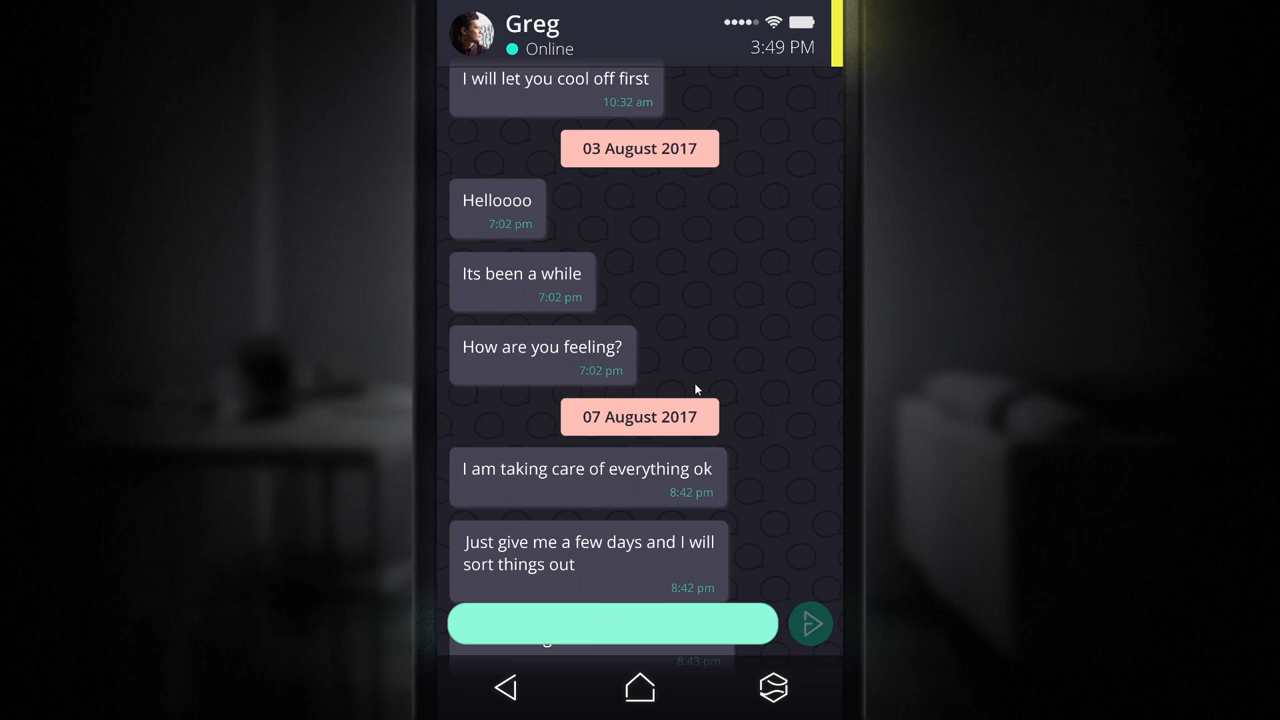 Greg
Online
3:49 PM
I will let you cool off first
10:32 am
03 August 2017
Helloooo
7:02 pm
Its been a while
7:02 pm
How are you feeling?
7:02 pm
07 August 2017
I am taking care of everything ok
8:42 pm
Just give me a few days and I will
sort things out
8:42 pm
8:43 pm